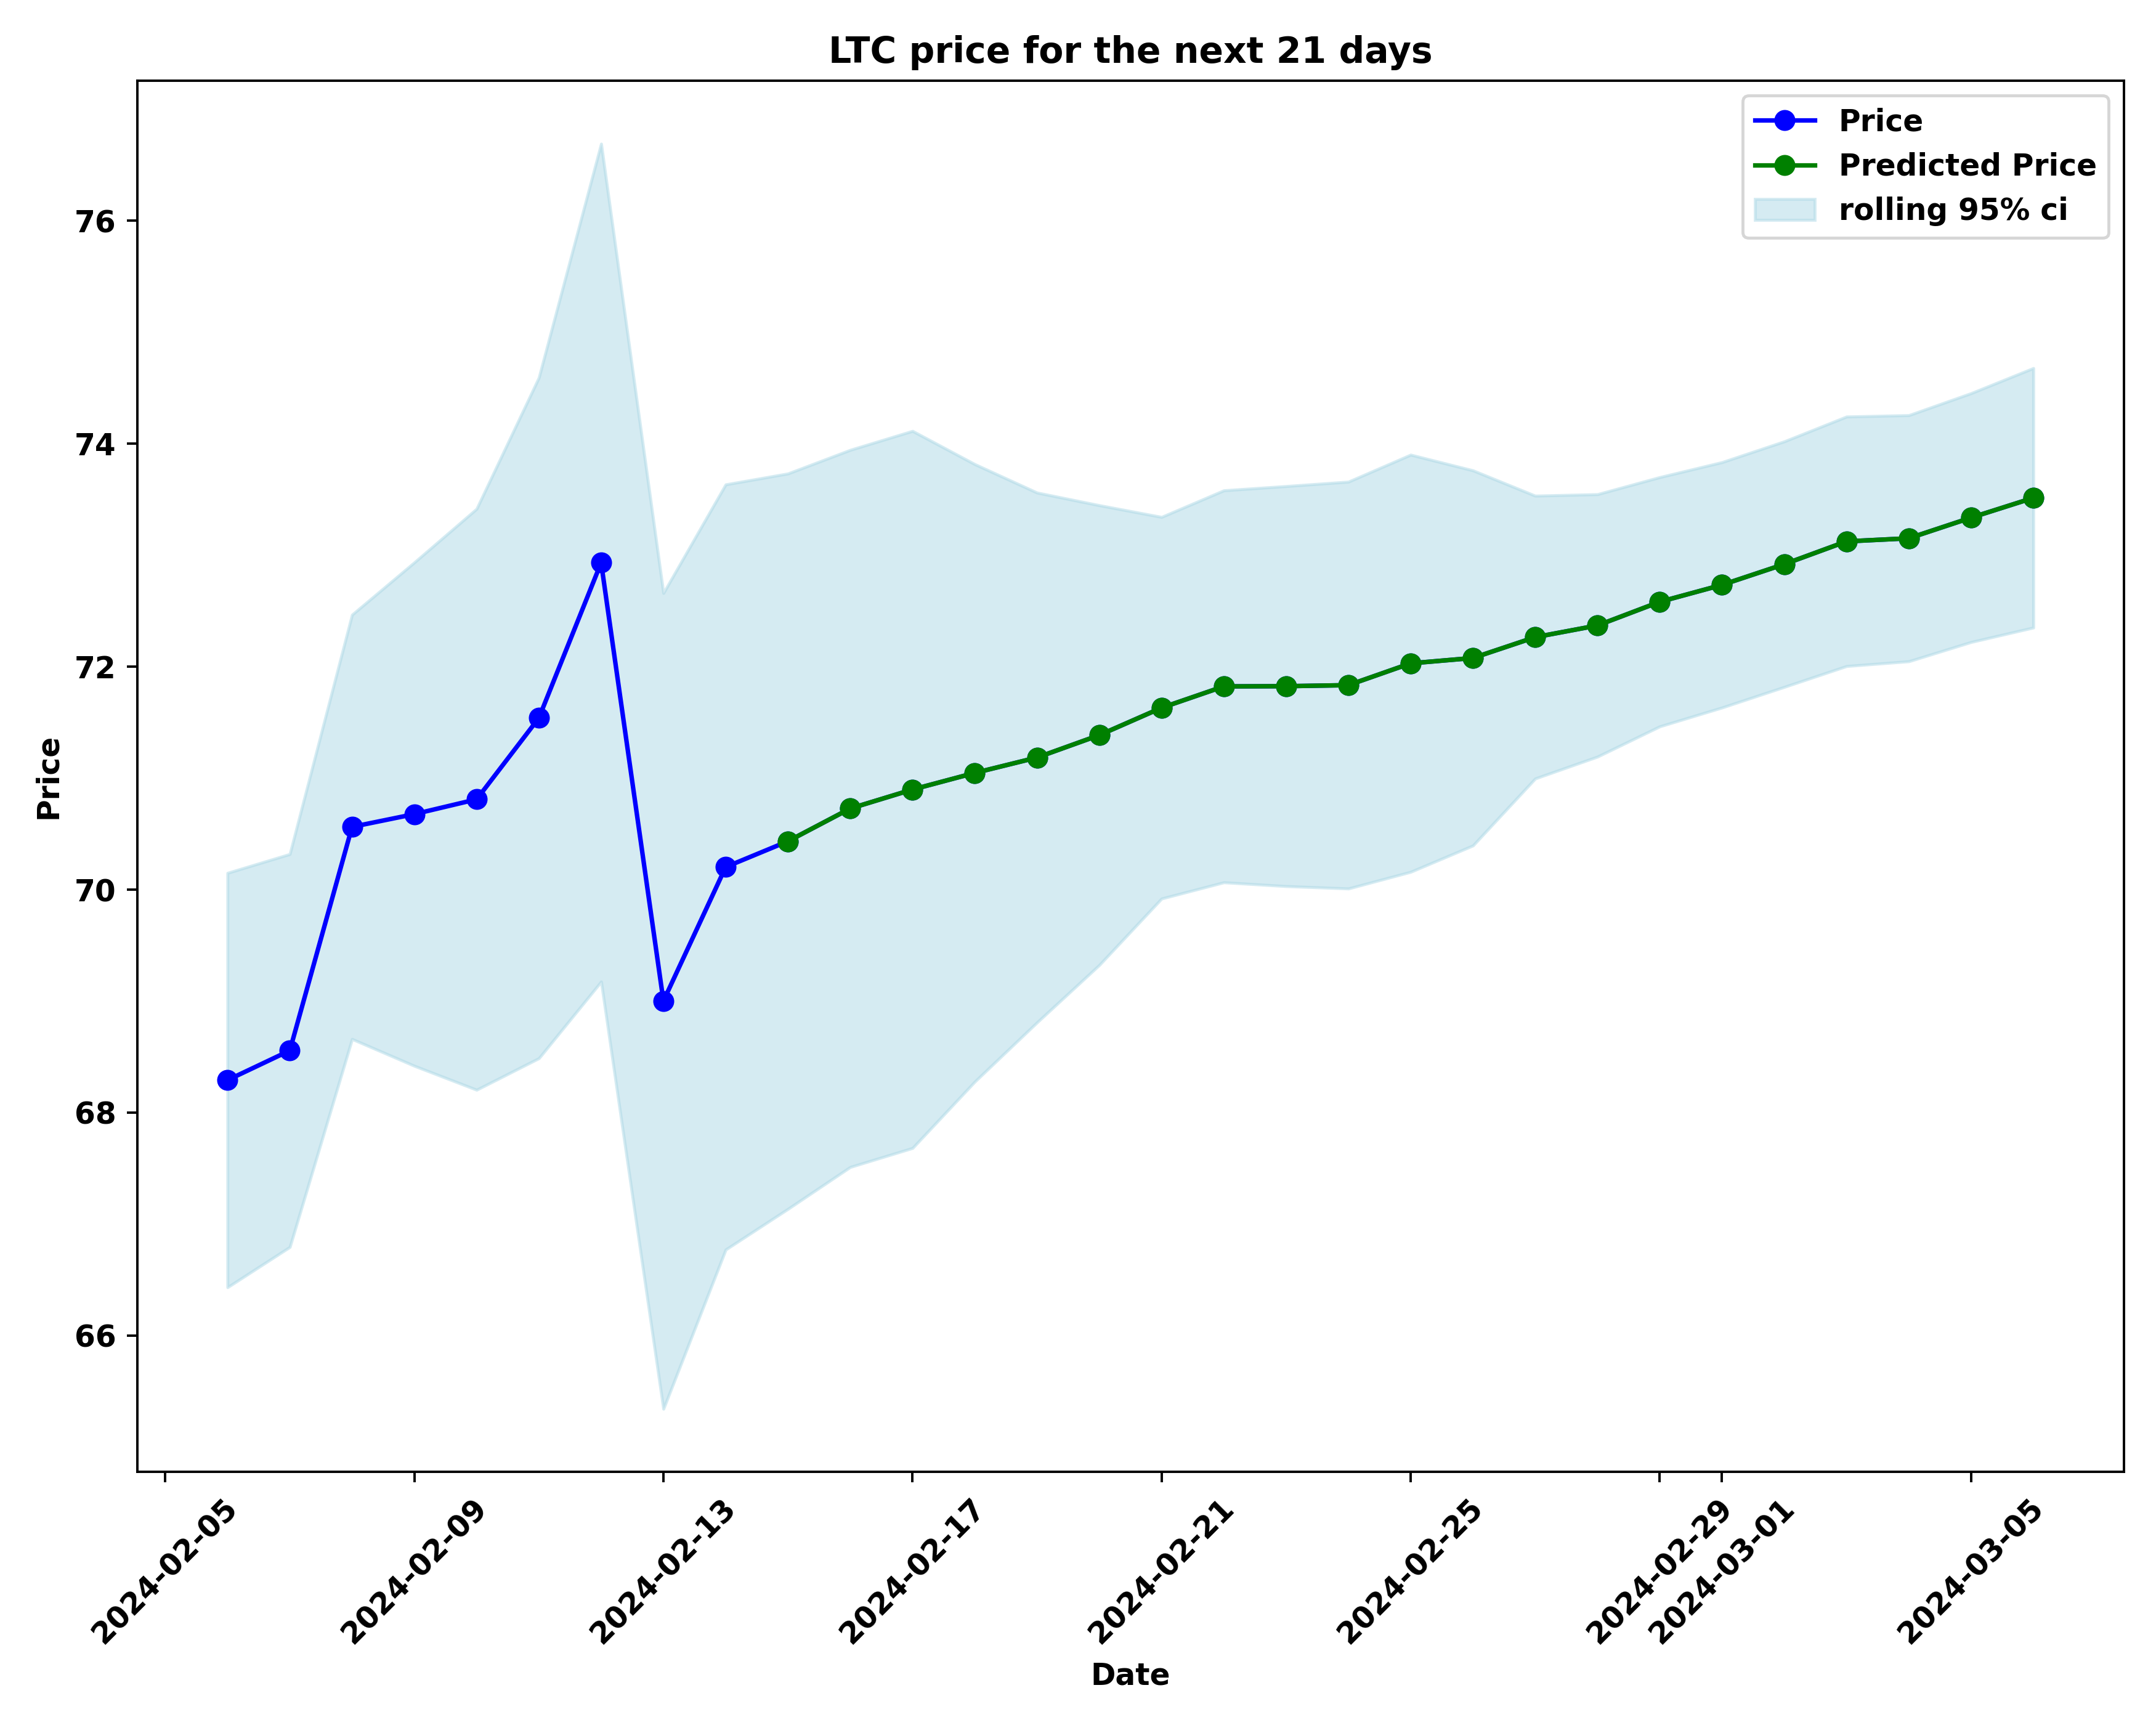 LTC price for the next 21 days
Price
Predicted Price
rolling 95% ci
76
74
72
70
68
66
Price
2024-02-05
2024-02-09
2024-02-13
2024-02-17
2024-02-21
2024-02-25
2024-02-29
2024-03-01
2024-03-05
Date